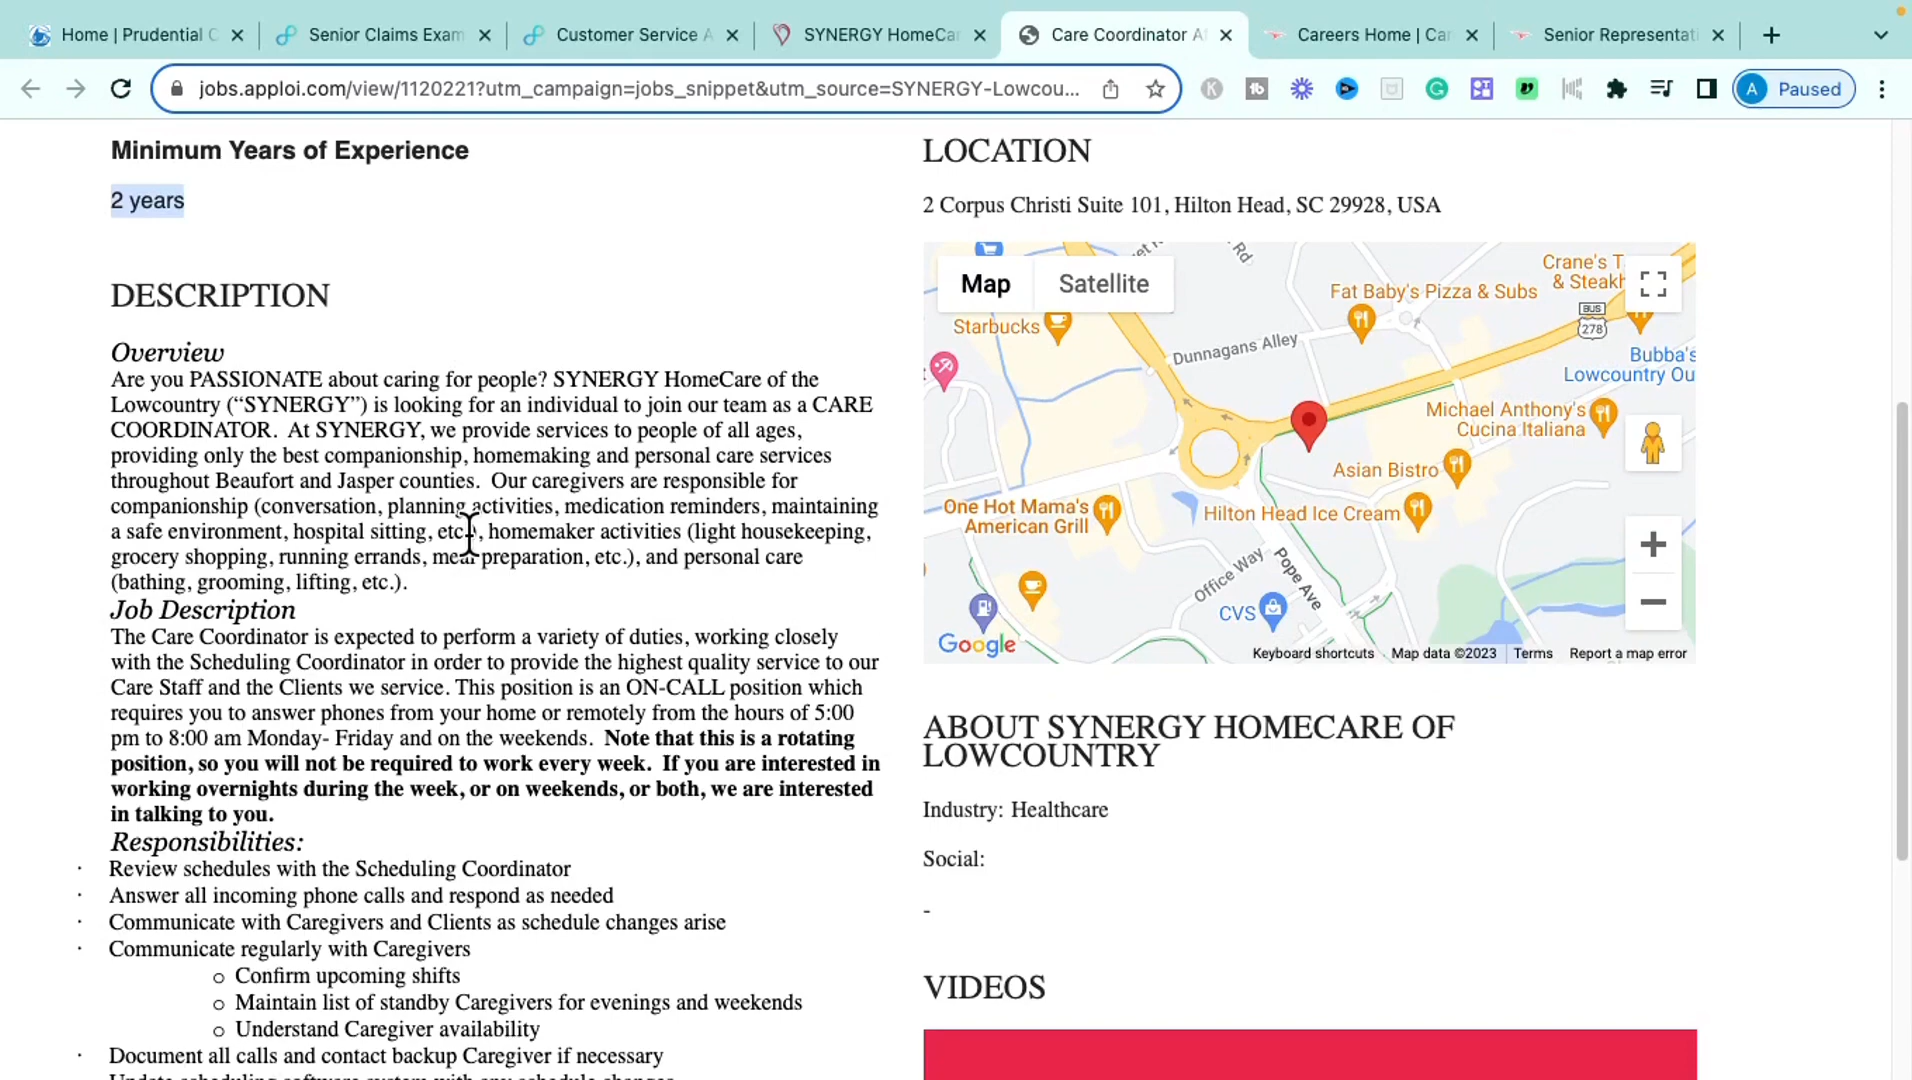 Home | Prudential C
Senior Claims Exam
Customer Service A
SYNERGY HomeCar
Care Coordinator Af
Careers Home | Car
Senior Representati
jobs.apploi.com/view/1120221?utm_campaign=jobs_snippet&utm_source=SYNERGY-Lowcou...
A Paused
Minimum Years of Experience
2 years
DESCRIPTION
Overview
Are you PASSIONATE about caring for people? SYNERGY HomeCare of the
Lowcountry (“SYNERGY”) is looking for an individual to join our team as a CARE
COORDINATOR. At SYNERGY, we provide services to people of all ages,
providing only the best companionship, homemaking and personal care services
throughout Beaufort and Jasper counties. Our caregivers are responsible for
companionship (conversation, planning activities, medication reminders, maintaining
a safe environment, hospital sitting, etc.), homemaker activities (light housekeeping,
grocery shopping, running errands, meal preparation, etc.), and personal care
(bathing, grooming, lifting, etc.).
Job Description
The Care Coordinator is expected to perform a variety of duties, working closely
with the Scheduling Coordinator in order to provide the highest quality service to our
Care Staff and the Clients we service. This position is an ON-CALL position which
requires you to answer phones from your home or remotely from the hours of 5:00
pm to 8:00 am Monday- Friday and on the weekends. Note that this is a rotating
position, so you will not be required to work every week. If you are interested in
working overnights during the week, or on weekends, or both, we are interested
in talking to you.
Responsibilities:
· Review schedules with the Scheduling Coordinator
· Answer all incoming phone calls and respond as needed
· Communicate with Caregivers and Clients as schedule changes arise
· Communicate regularly with Caregivers
o Confirm upcoming shifts
o Maintain list of standby Caregivers for evenings and weekends
o Understand Caregiver availability
· Document all calls and contact backup Caregiver if necessary
Update scheduling software system with any schedule changes
LOCATION
2 Corpus Christi Suite 101, Hilton Head, SC 29928, USA
Map
Satellite
Rd
Crane's T
& Steakh
Fat Baby's Pizza & Subs
BUS
278
Starbucks
Dunnagans Alley
Bubba's
Lowcountry Ou
Michael Anthony's
Cucina Italiana
Asian Bistro
One Hot Mama's
American Grill
Hilton Head Ice Cream
Office Way
Pope Ave
CVS
Google
Keyboard shortcuts
Map data ©2023
Terms
Report a map error
ABOUT SYNERGY HOMECARE OF
LOWCOUNTRY
Industry: Healthcare
Social:
-
VIDEOS